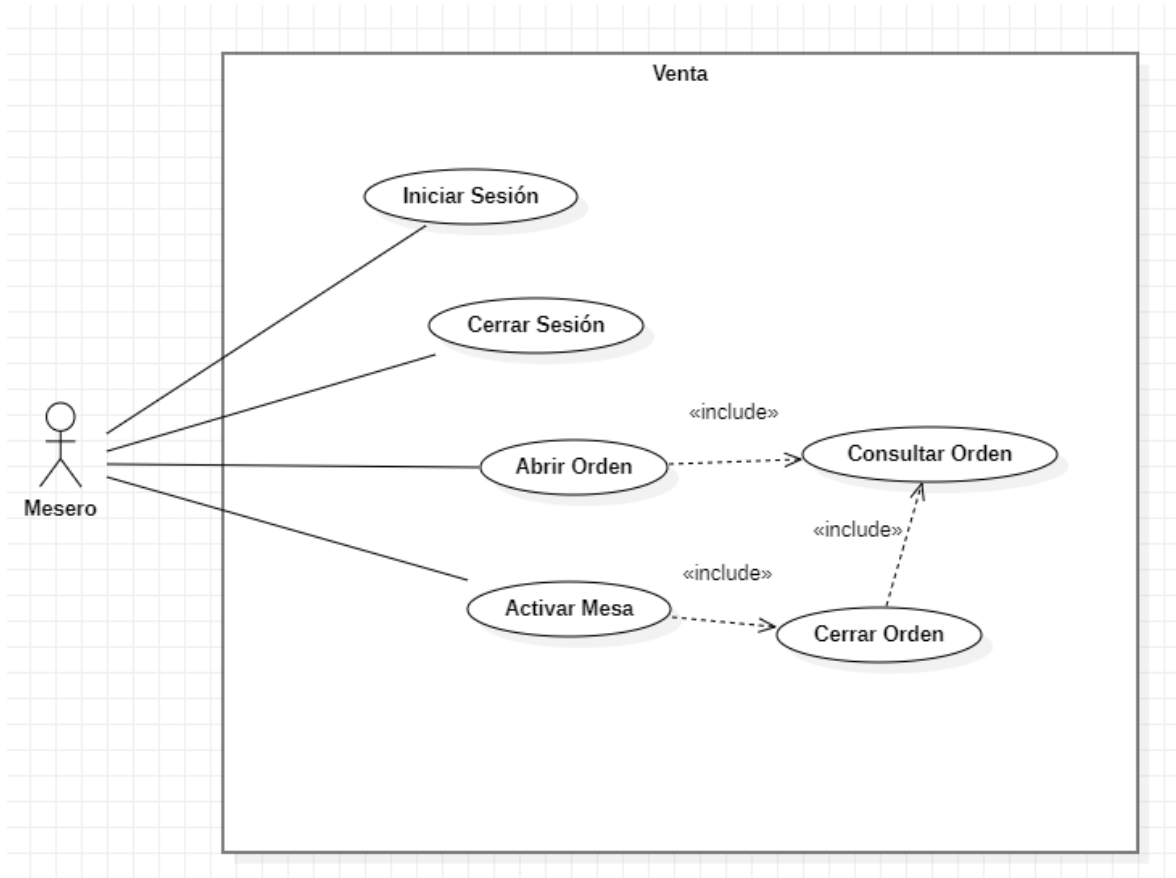 Venta
Iniciar Sesión
Cerrar Sesión
«include»
Abrir Orden
Consultar Orden
Mesero
«include»
«include»
Activar Mesa
Cerrar Orden